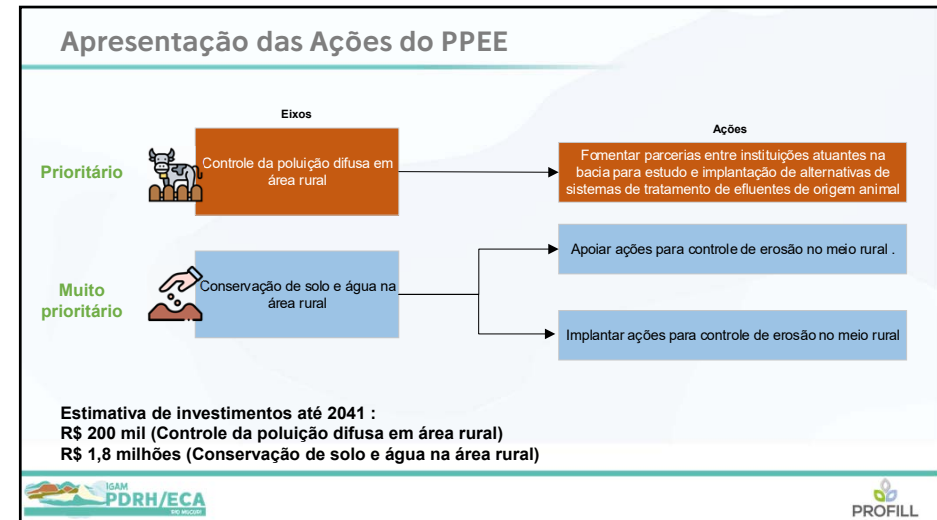 Apresentação das Ações do PPEE
Eixos
Ações
Prioritário
Controle da poluição difusa em
área rural
Fomentar parcerias entre instituições atuantes na
bacia para estudo e implantação de alternativas de
sistemas de tratamento de efluentes de origem animal
Muito
prioritário
Conservação de solo e água na
área rural
Apoiar ações para controle de erosão no meio rural .
Implantar ações para controle de erosão no meio rural
Estimativa de investimentos até 2041 :
R$ 200 mil (Controle da poluição difusa em área rural)
R$ 1,8 milhões (Conservação de solo e água na área rural)
IGAM
PDRH/ECA
RIO MUCURI
PROFILL